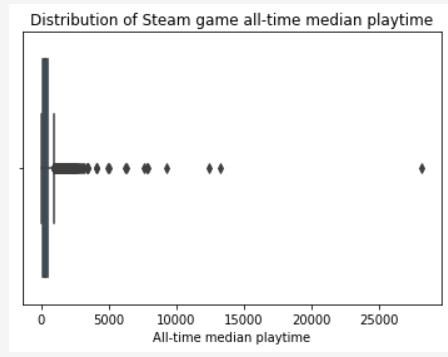 Distribution of Steam game all-time median playtime
0 5000 10000 15000 20000 25000
All-time median playtime